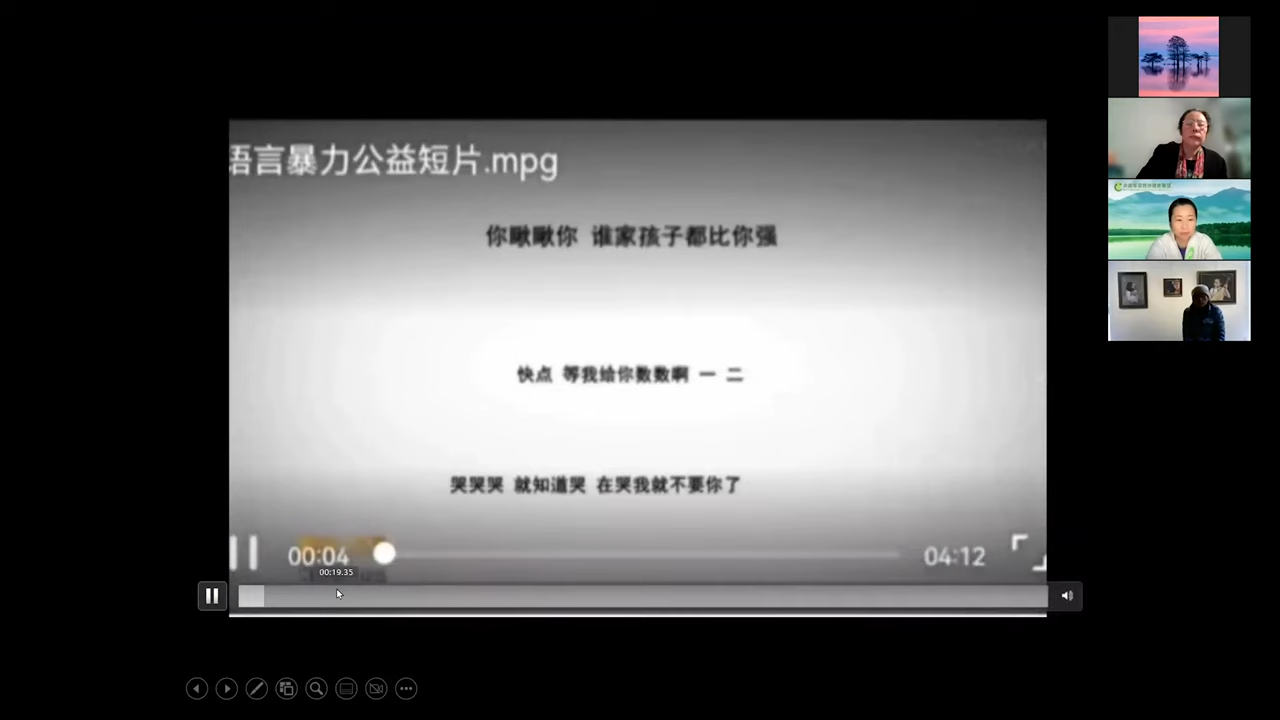 语言暴力公益短片.mpg
你瞅瞅你 谁家孩子都比你强
快点 等我给你数数啊 一 二
哭哭哭 就知道哭 在哭我就不要你了
00:04
04:12
00:19.35